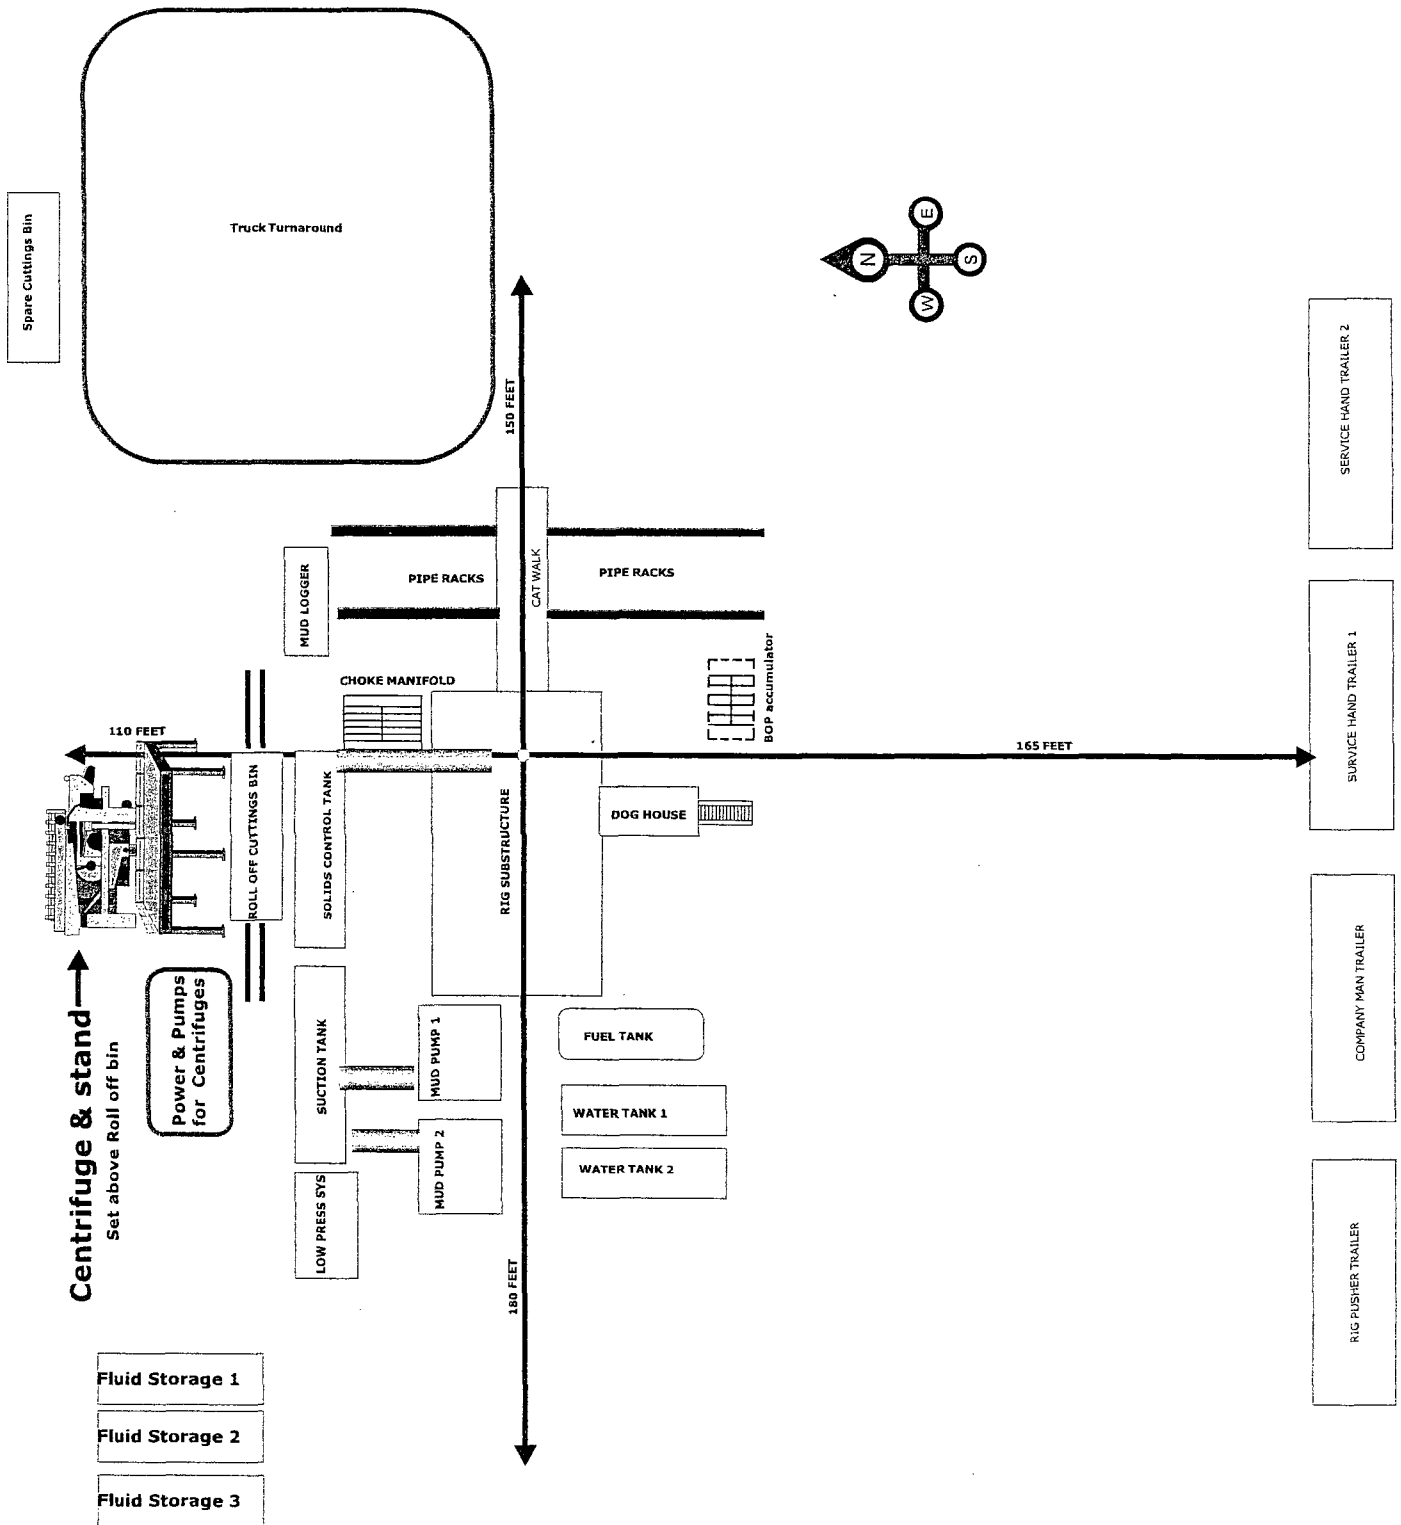 Spare Cuttings Bin
Truck Turnaround
N
E
S
W
SERVICE HAND TRAILER 2
150 FEET
MUD LOGGER
PIPE RACKS
CAT WALK
PIPE RACKS
SURVICE HAND TRAILER 1
CHOKE MANIFOLD
BOP accumulator
110 FEET
165 FEET
ROLL OFF CUTTINGS BIN
SOLIDS CONTROL TANK
RIG SUBSTRUCTURE
DOG HOUSE
COMPANY MAN TRAILER
Centrifuge & stand
Set above Roll off bin
Power & Pumps
for Centrifuges
SUCTION TANK
MUD PUMP 1
FUEL TANK
WATER TANK 1
MUD PUMP 2
WATER TANK 2
LOW PRESS SYS
180 FEET
RIG PUSHER TRAILER
Fluid Storage 1
Fluid Storage 2
Fluid Storage 3